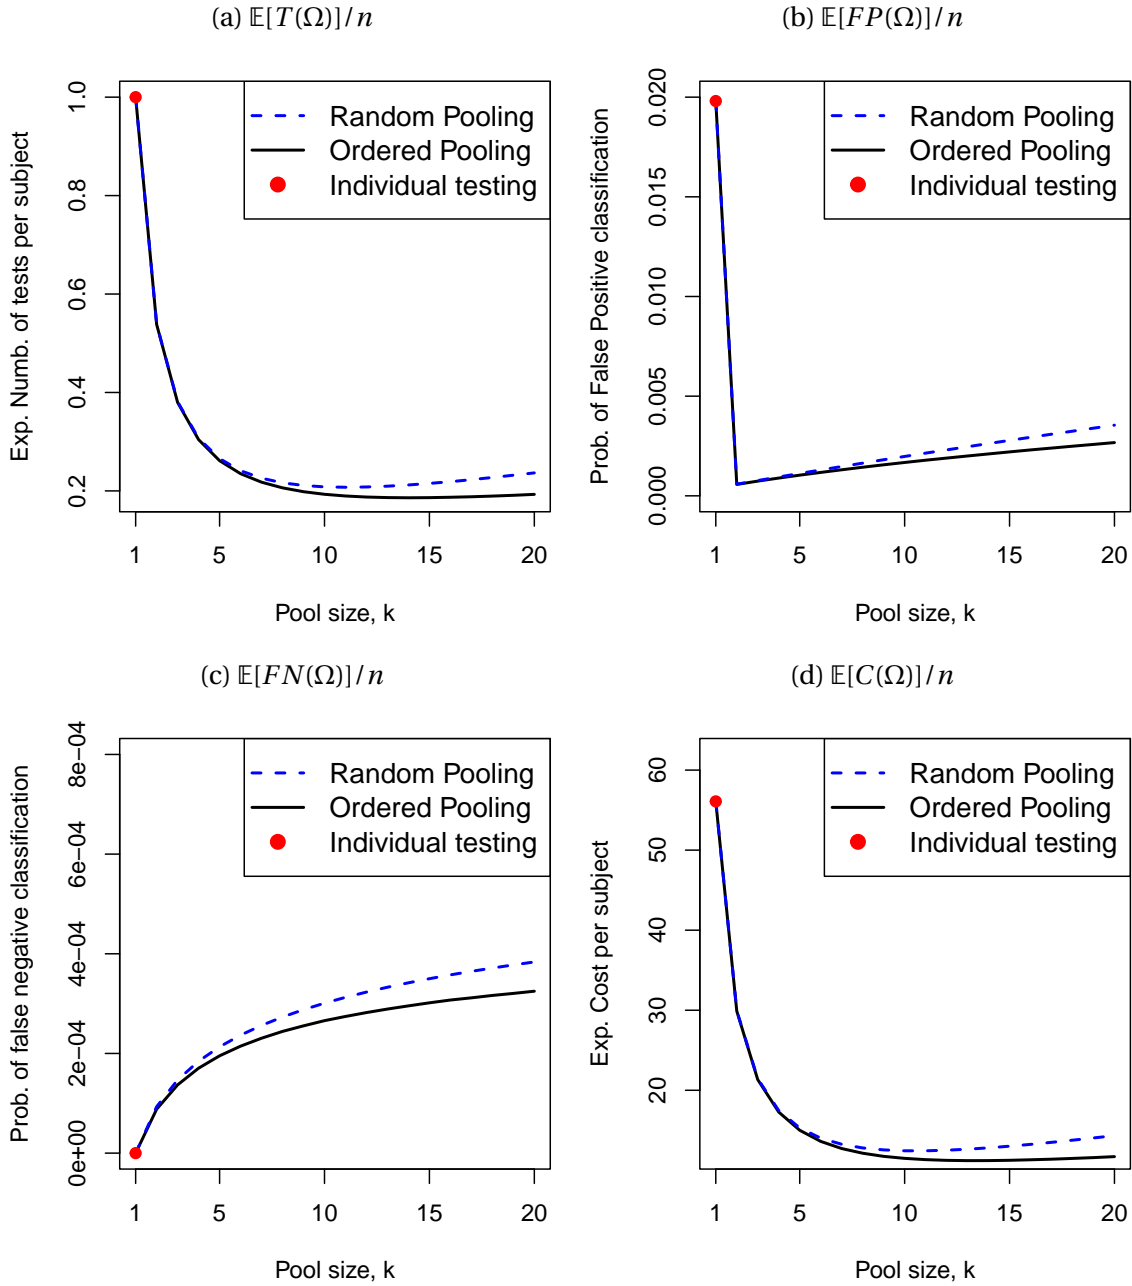 (a) 𝔼[T(Ω)]/n
Exp. Numb. of tests per subject
1.0
0.8
0.6
0.4
0.2
Random Pooling
Ordered Pooling
Individual testing
1 5 10 15 20
Pool size, k
(b) 𝔼[FP(Ω)]/n
Prob. of False Positive classification
0.020
0.015
0.010
0.005
0.000
Random Pooling
Ordered Pooling
Individual testing
1 5 10 15 20
Pool size, k
(c) 𝔼[FN(Ω)]/n
Prob. of false negative classification
8e−04
6e−04
4e−04
2e−04
0e+00
Random Pooling
Ordered Pooling
Individual testing
1 5 10 15 20
Pool size, k
(d) 𝔼[C(Ω)]/n
Exp. Cost per subject
60
50
40
30
20
Random Pooling
Ordered Pooling
Individual testing
1 5 10 15 20
Pool size, k